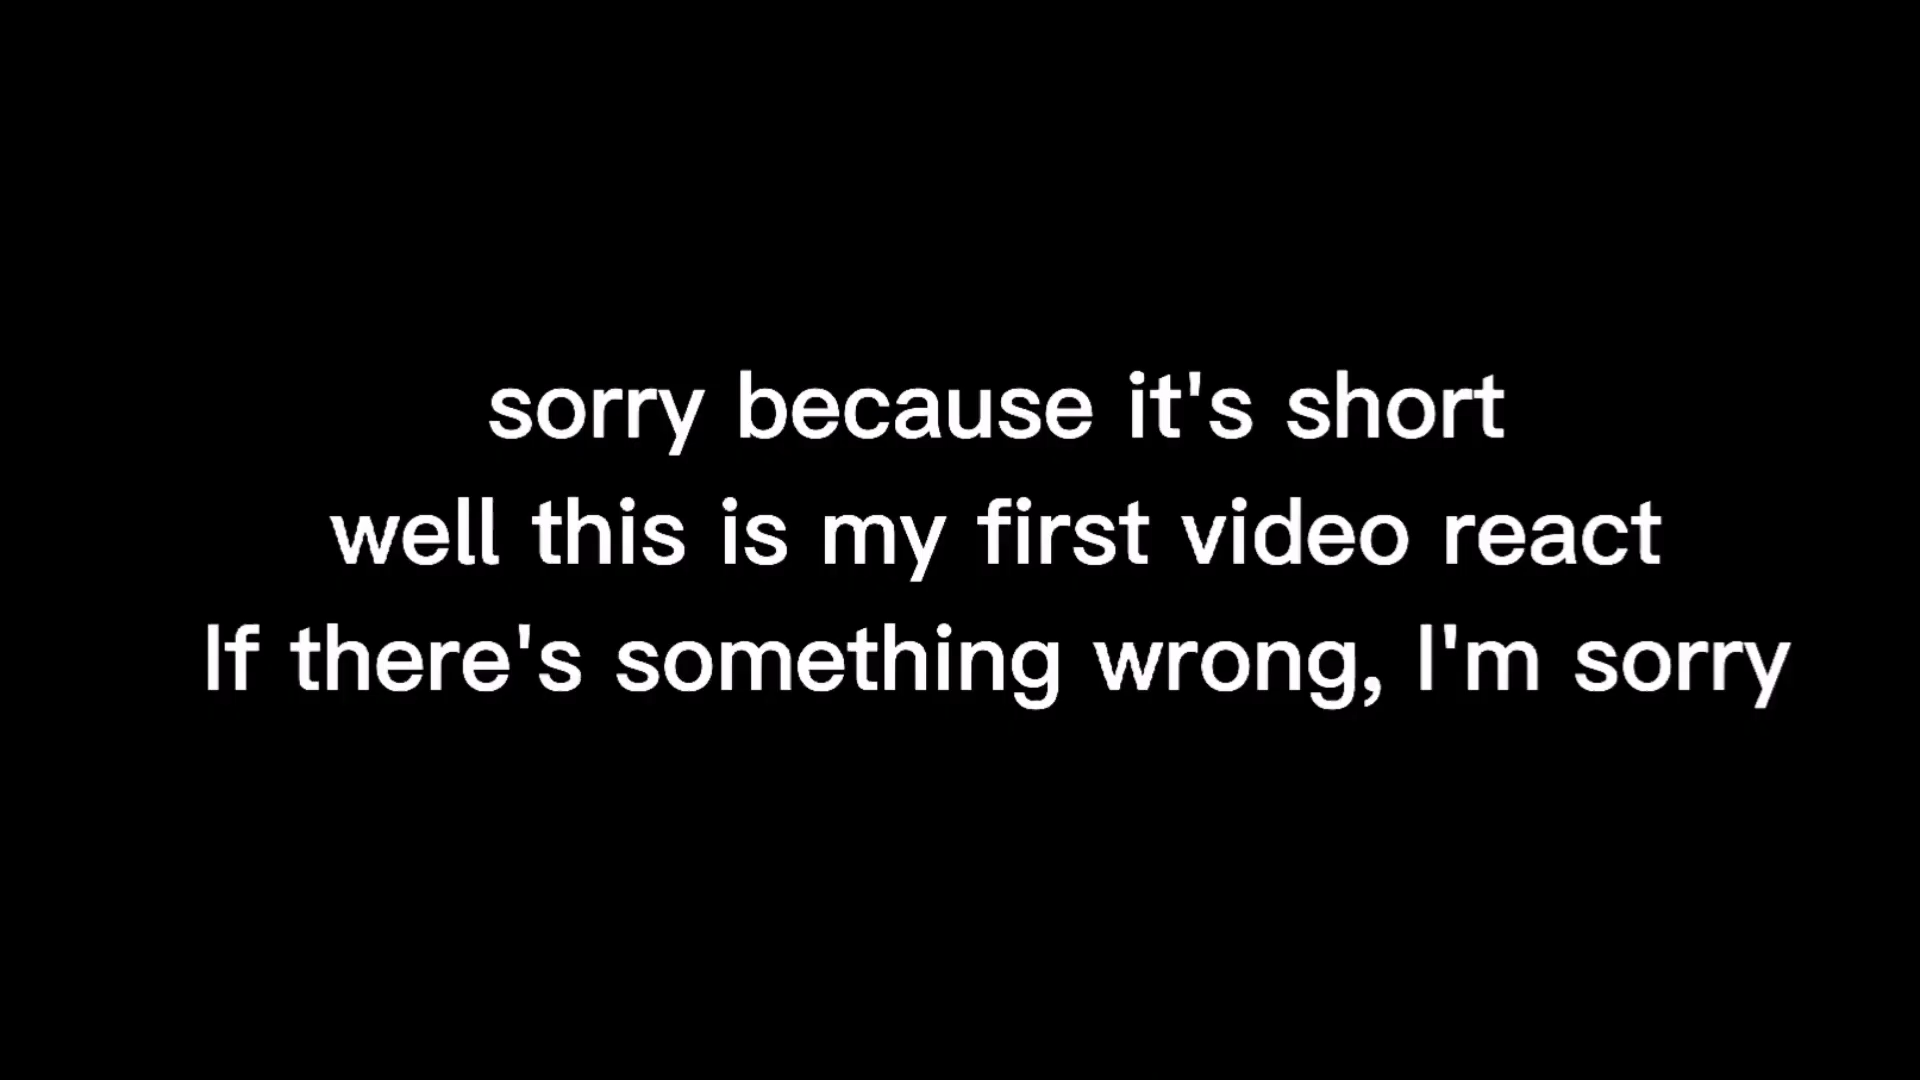 sorry because it's short
well this is my first video react
If there's something wrong, I'm sorry